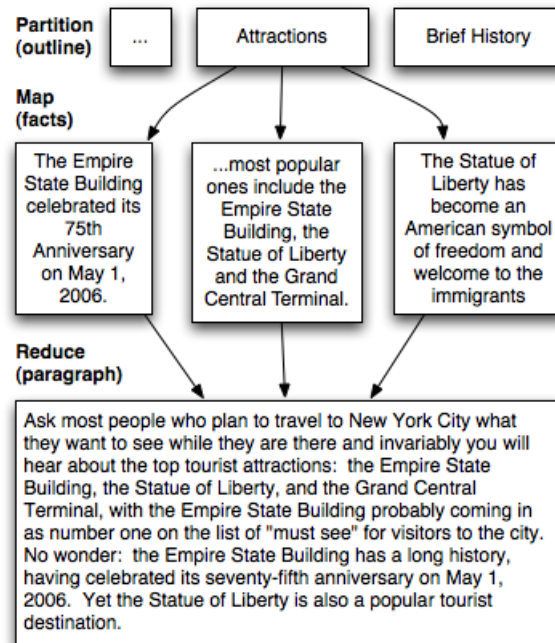 Partition
(outline)
...
Attractions
Brief History
Map
(facts)
The Empire
State Building
celebrated its
75th
Anniversary
on May 1,
2006.
...most popular
ones include the
Empire State
Building, the
Statue of Liberty
and the Grand
Central Terminal.
The Statue of
Liberty has
become an
American symbol
of freedom and
welcome to the
immigrants
Reduce
(paragraph)
Ask most people who plan to travel to New York City what
they want to see while they are there and invariably you will
hear about the top tourist attractions:  the Empire State
Building, the Statue of Liberty, and the Grand Central
Terminal, with the Empire State Building probably coming in
as number one on the list of "must see" for visitors to the city.
No wonder:  the Empire State Building has a long history,
having celebrated its seventy-fifth anniversary on May 1,
2006.  Yet the Statue of Liberty is also a popular tourist
destination.